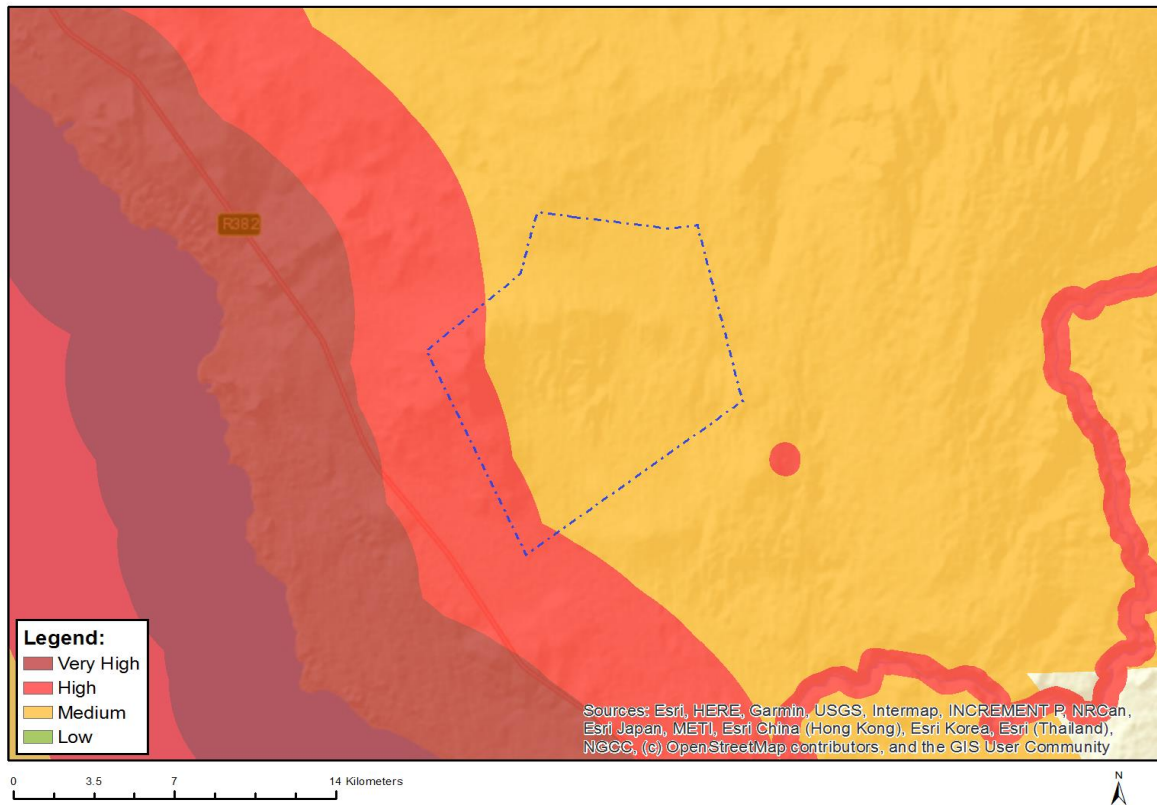 R382
Legend:
Very High
High
Medium
Low
Sources: Esri, HERE, Garmin, USGS, Intermap, INCREMENT P, NRCan,
Esri Japan, METI, Esri China (Hong Kong), Esri Korea, Esri (Thailand),
NGCC, (c) OpenStreetMap contributors, and the GIS User Community
0 3.5 7 14 Kilometers
N